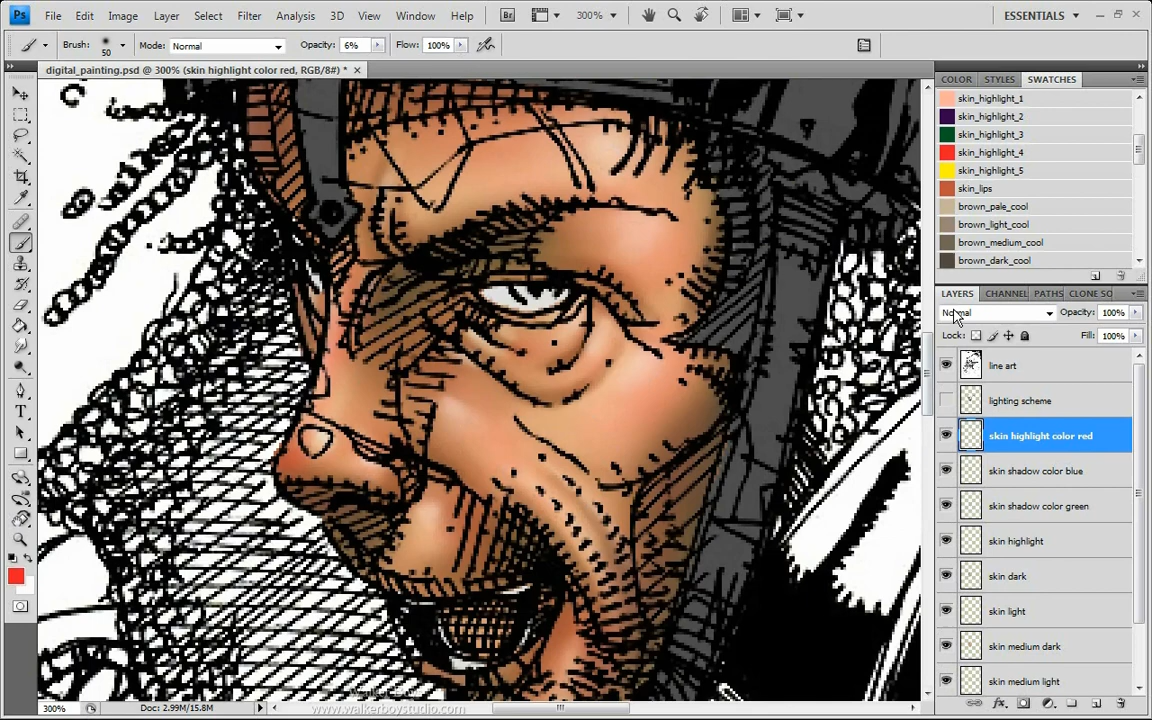 Ps File Edit Image Layer Select Filter Analysis 3D View Window Help Br 300% ESSENTIALS
Brush: 50 Mode: Normal Opacity: 6% Flow: 100%
digital_painting.psd @ 300% (skin highlight color red, RGB/8#) *
COLOR STYLES SWATCHES
skin_highlight_1
skin_highlight_2
skin_highlight_3
skin_highlight_4
skin_highlight_5
skin_lips
brown_pale_cool
brown_light_cool
brown_medium_cool
brown_dark_cool
LAYERS CHANNEL PATHS CLONE SO
Normal Opacity: 100%
Lock: Fill: 100%
line art
lighting scheme
skin highlight color red
skin shadow color blue
skin shadow color green
skin highlight
skin dark
skin light
skin medium dark
skin medium light
300% Doc: 2.99M/15.8M
www.walkerboystudio.com